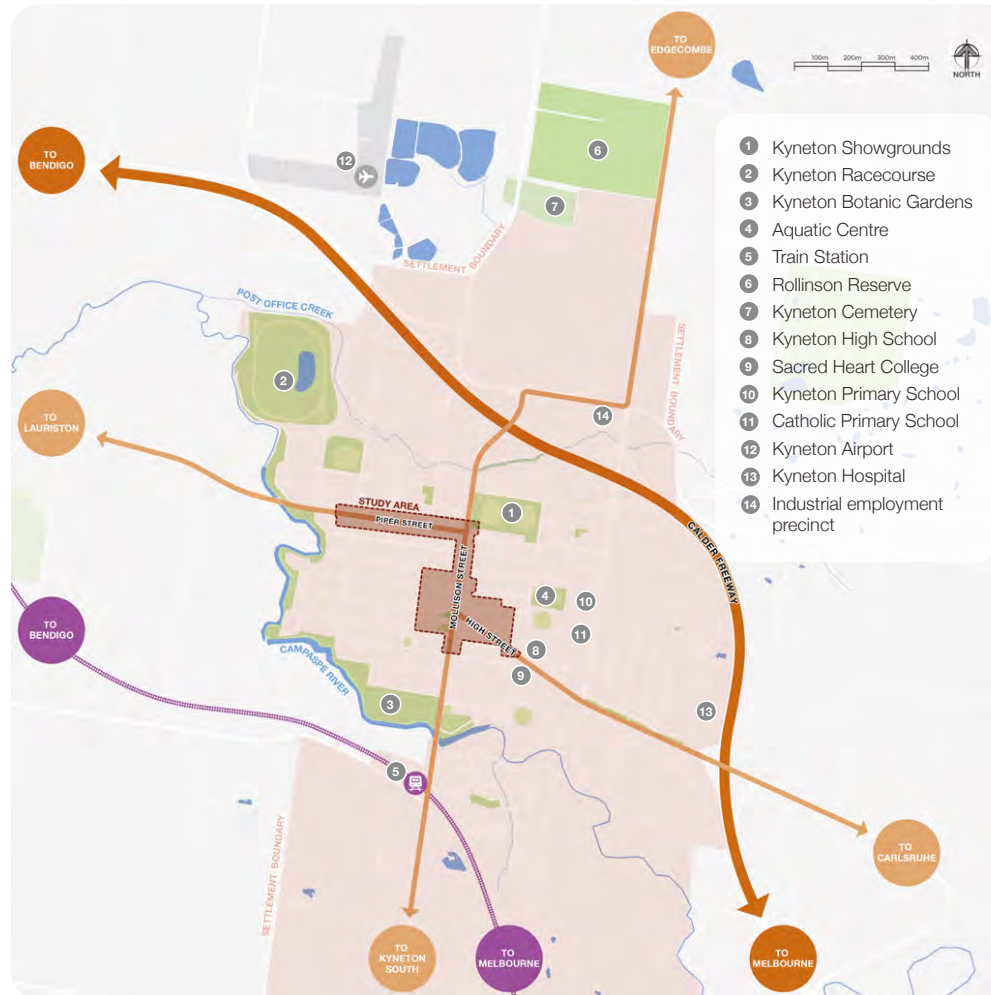 TO
EDGECOMBE
100m 200m 300m 400m
NORTH
TO
BENDIGO
12
6
7
SETTLEMENT BOUNDARY
1 Kyneton Showgrounds
2 Kyneton Racecourse
3 Kyneton Botanic Gardens
4 Aquatic Centre
5 Train Station
6 Rollinson Reserve
7 Kyneton Cemetery
8 Kyneton High School
9 Sacred Heart College
10 Kyneton Primary School
11 Catholic Primary School
12 Kyneton Airport
13 Kyneton Hospital
14 Industrial employment
precinct
POST OFFICE CREEK
SETTLEMENT BOUNDARY
2
TO
LAURISTON
14
STUDY AREA
PIPER STREET
1
CALDER FREEWAY
MOLLISON STREET
4
10
TO
BENDIGO
HIGH STREET
11
8
9
CAMPASPE RIVER
3
13
5
SETTLEMENT BOUNDARY
TO
CARLSRUHE
TO
KYNETON
SOUTH
TO
MELBOURNE
TO
MELBOURNE